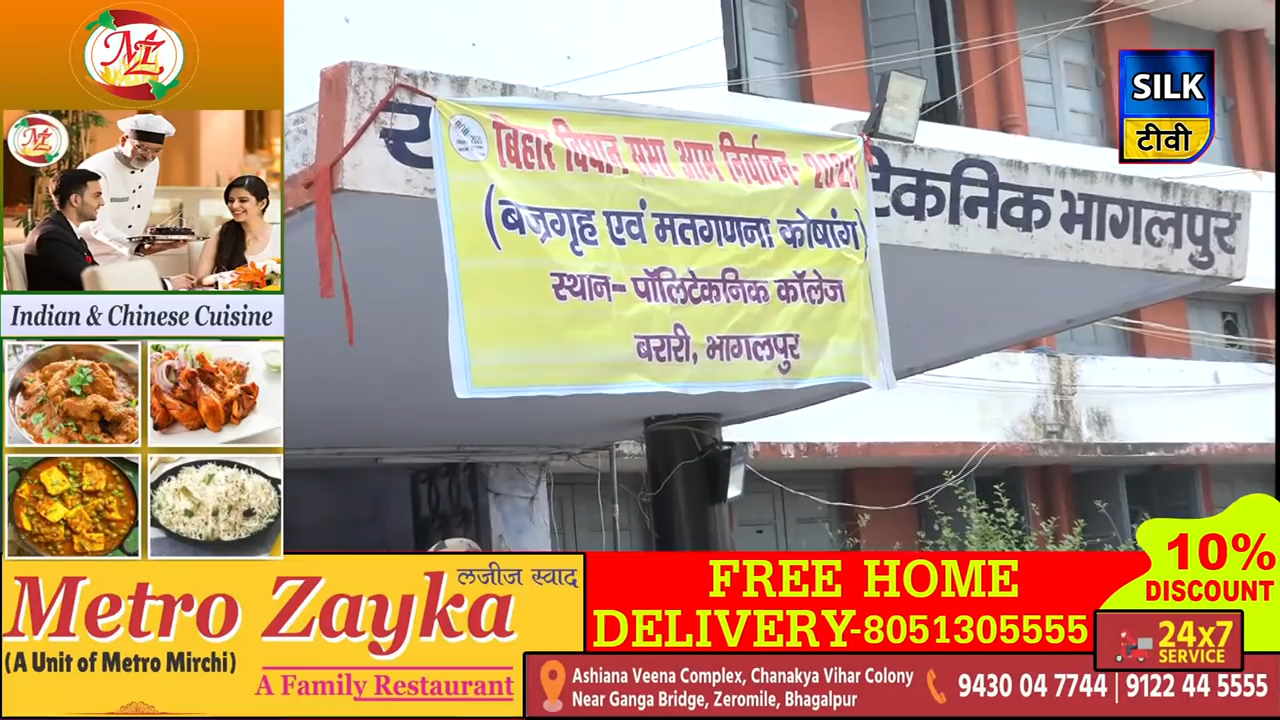 MZ
MZ
Indian & Chinese Cuisine
Metro Zayka
लजीज स्वाद
(A Unit of Metro Mirchi)
A Family Restaurant
SILK
टीवी
बिहार विधान सभा आम निर्वाचन-
(बज्रगृह एवं मतगणना कोषांग)
स्थान- पॉलिटेकनिक कॉलेज
बरारी, भागलपुर
टेकनिक भागलपुर
FREE HOME
DELIVERY-8051305555
10%
DISCOUNT
24x7
SERVICE
Ashiana Veena Complex, Chanakya Vihar Colony
Near Ganga Bridge, Zeromile, Bhagalpur
9430 04 7744 | 9122 44 5555